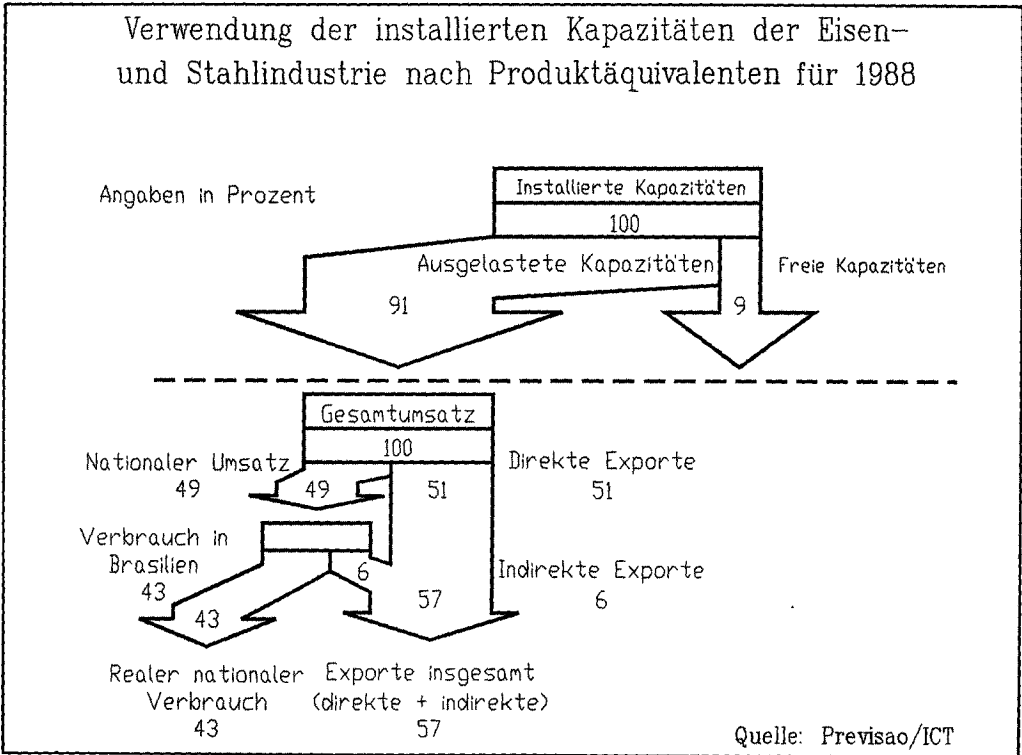 Verwendung der installierten Kapazitäten der Eisen-
und Stahlindustrie nach Produktäquivalenten für 1988
Angaben in Prozent
Installierte Kapazitäten
100
Ausgelastete Kapazitäten
Freie Kapazitäten
91
9
Gesamtumsatz
100
Nationaler Umsatz
49
49
51
Direkte Exporte
51
Verbrauch in
Brasilien
43
43
6
57
Indirekte Exporte
6
Realer nationaler
Verbrauch
43
Exporte insgesamt
(direkte + indirekte)
57
Quelle: Previsao/ICT